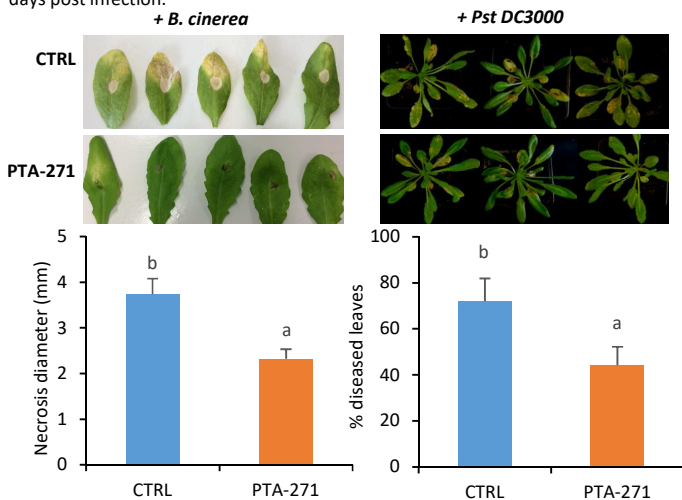 days post infection.
+ B. cinerea
+ Pst DC3000
CTRL
PTA-271
5
4
3
2
1
0
Necrosis diameter (mm)
b
a
CTRL
PTA-271
100
80
60
40
20
0
% diseased leaves
b
a
CTRL
PTA-271